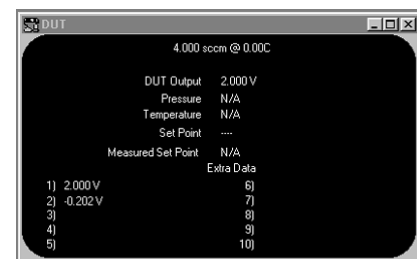 DUT
4.000 sccm @ 0.00C
DUT Output 2.000 V
Pressure N/A
Temperature N/A
Set Point ----
Measured Set Point N/A
Extra Data
1) 2.000 V 6)
2) -0.202 V 7)
3) 8)
4) 9)
5) 10)